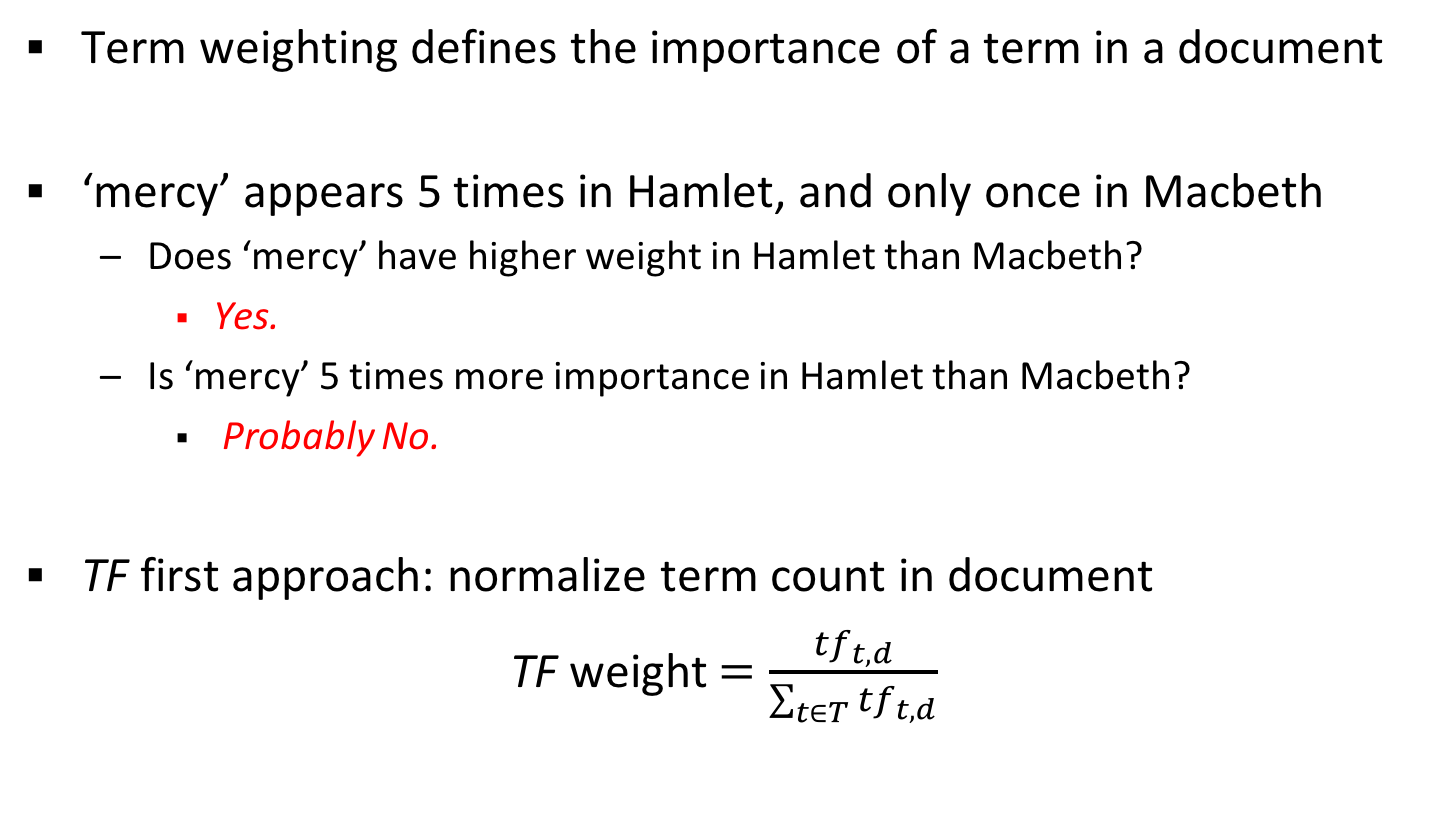 ▪ Term weighting defines the importance of a term in a document
▪ ‘mercy’ appears 5 times in Hamlet, and only once in Macbeth
– Does ‘mercy’ have higher weight in Hamlet than Macbeth?
▪ Yes.
– Is ‘mercy’ 5 times more importance in Hamlet than Macbeth?
▪ Probably No.
▪ TF first approach: normalize term count in document
TF weight = tf_{t,d} / ∑_{t∈T} tf_{t,d}